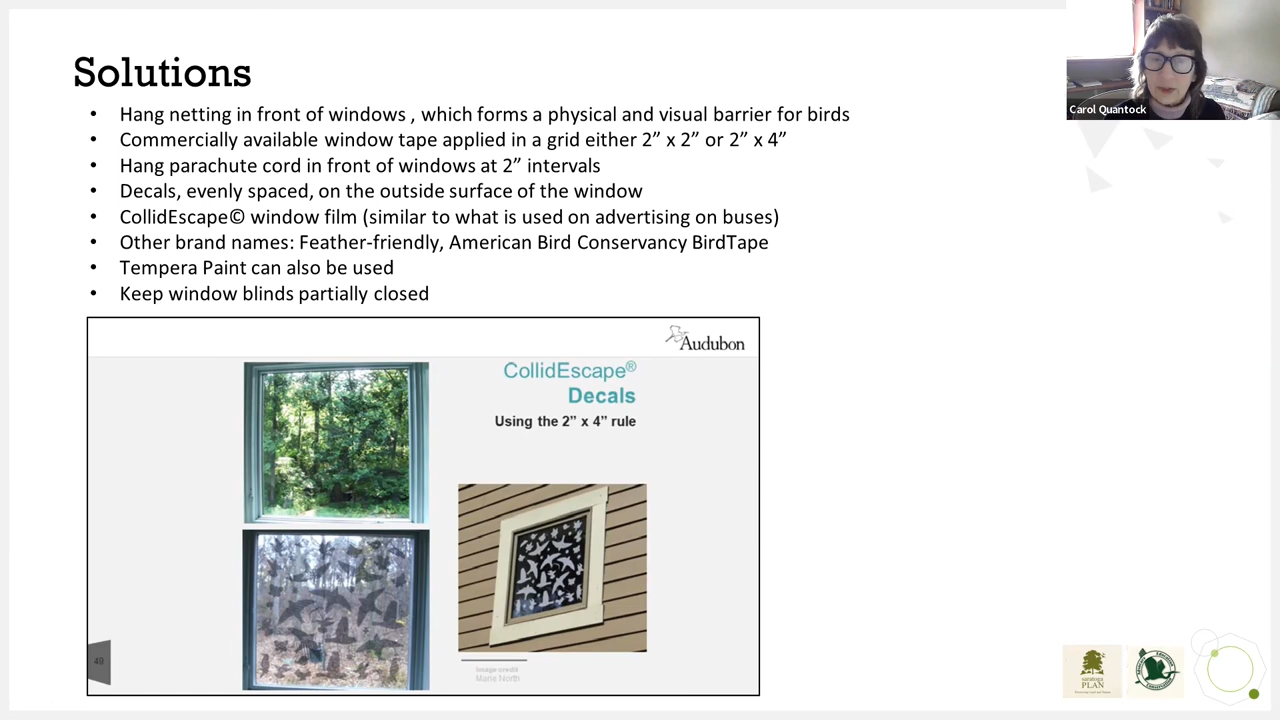 Solutions
• Hang netting in front of windows , which forms a physical and visual barrier for birds
• Commercially available window tape applied in a grid either 2” x 2” or 2” x 4”
• Hang parachute cord in front of windows at 2” intervals
• Decals, evenly spaced, on the outside surface of the window
• CollidEscape© window film (similar to what is used on advertising on buses)
• Other brand names: Feather-friendly, American Bird Conservancy BirdTape
• Tempera Paint can also be used
• Keep window blinds partially closed
Carol Quantock
Audubon
CollidEscape®
Decals
Using the 2” x 4” rule
49
Image credit
Marie North
saratoga
PLAN